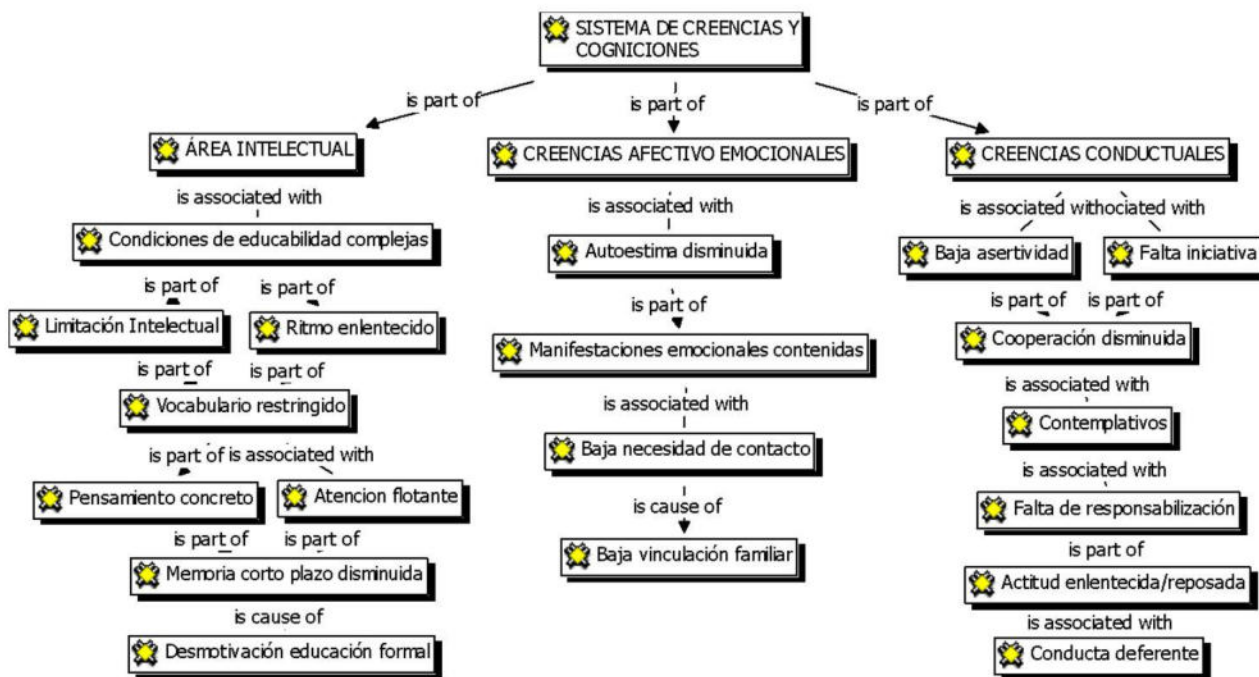 SISTEMA DE CREENCIAS Y
COGNICIONES
is part of
is part of
is part of
ÁREA INTELECTUAL
CREENCIAS AFECTIVO EMOCIONALES
CREENCIAS CONDUCTUALES
is associated with
is associated with
is associated withociated with
Condiciones de educabilidad complejas
Autoestima disminuida
Baja asertividad
Falta iniciativa
is part of
is part of
is part of
is part of
is part of
Limitación Intelectual
Ritmo enlentecido
Manifestaciones emocionales contenidas
Cooperación disminuida
is part of
is part of
is associated with
is associated with
Vocabulario restringido
Baja necesidad de contacto
Contemplativos
is part of
is associated with
is associated with
Pensamiento concreto
Atencion flotante
is cause of
Falta de responsabilización
is part of
is part of
Baja vinculación familiar
is part of
Memoria corto plazo disminuida
Actitud enlentecida/reposada
is cause of
is associated with
Desmotivación educación formal
Conducta deferente